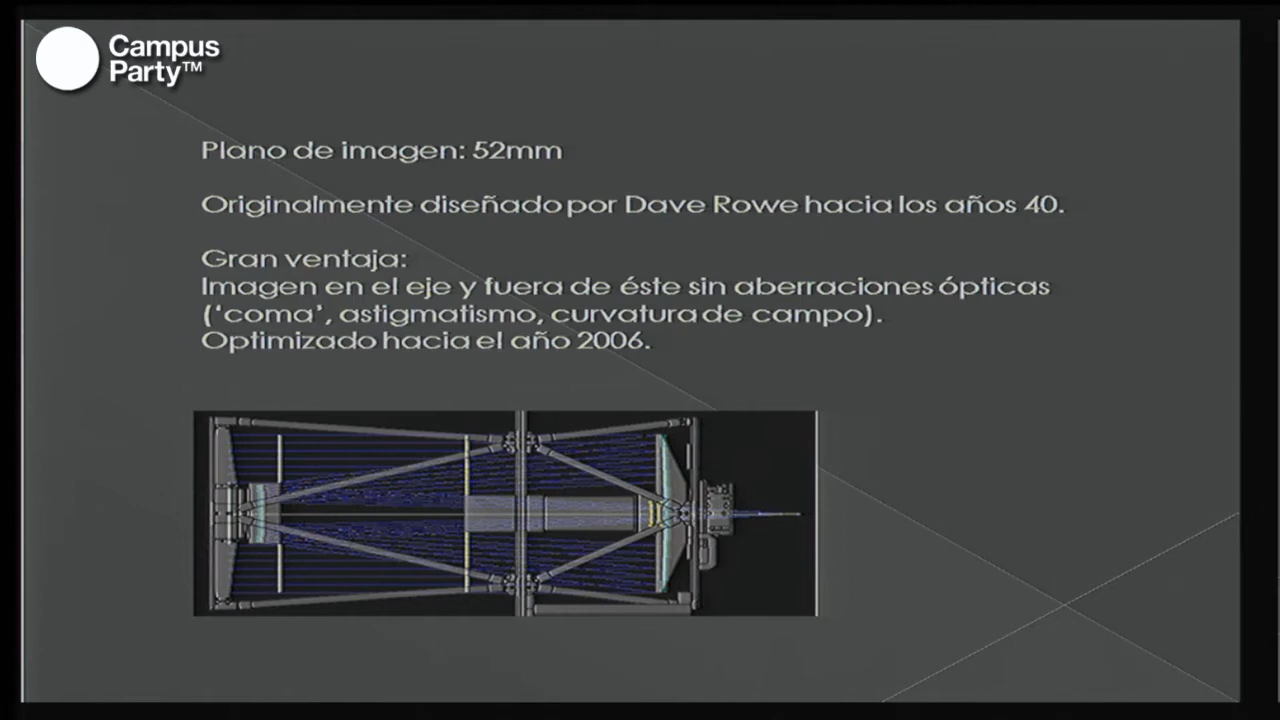 Campus
Party™
Plano de imagen: 52mm
Originalmente diseñado por Dave Rowe hacia los años 40.
Gran ventaja:
Imagen en el eje y fuera de éste sin aberraciones ópticas
(‘coma’, astigmatismo, curvatura de campo).
Optimizado hacia el año 2006.